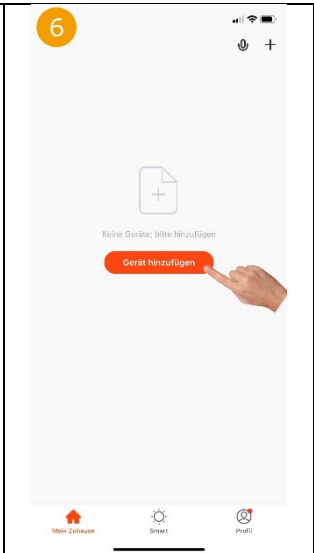 6
Keine Geräte; bitte hinzufügen
Gerät hinzufügen
Mein Zuhause
Smart
Profil